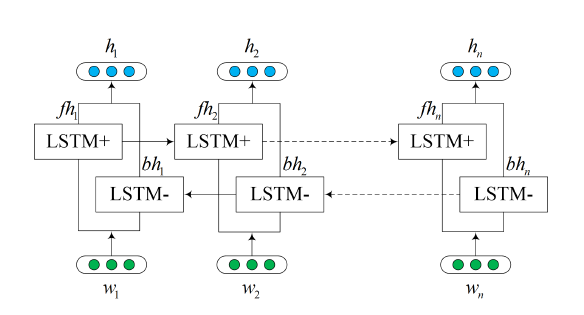 h1 h2 hn
fh1 fh2 fhn
LSTM+ LSTM+ LSTM+
bh1 bh2 bhn
LSTM- LSTM- LSTM-
w1 w2 wn